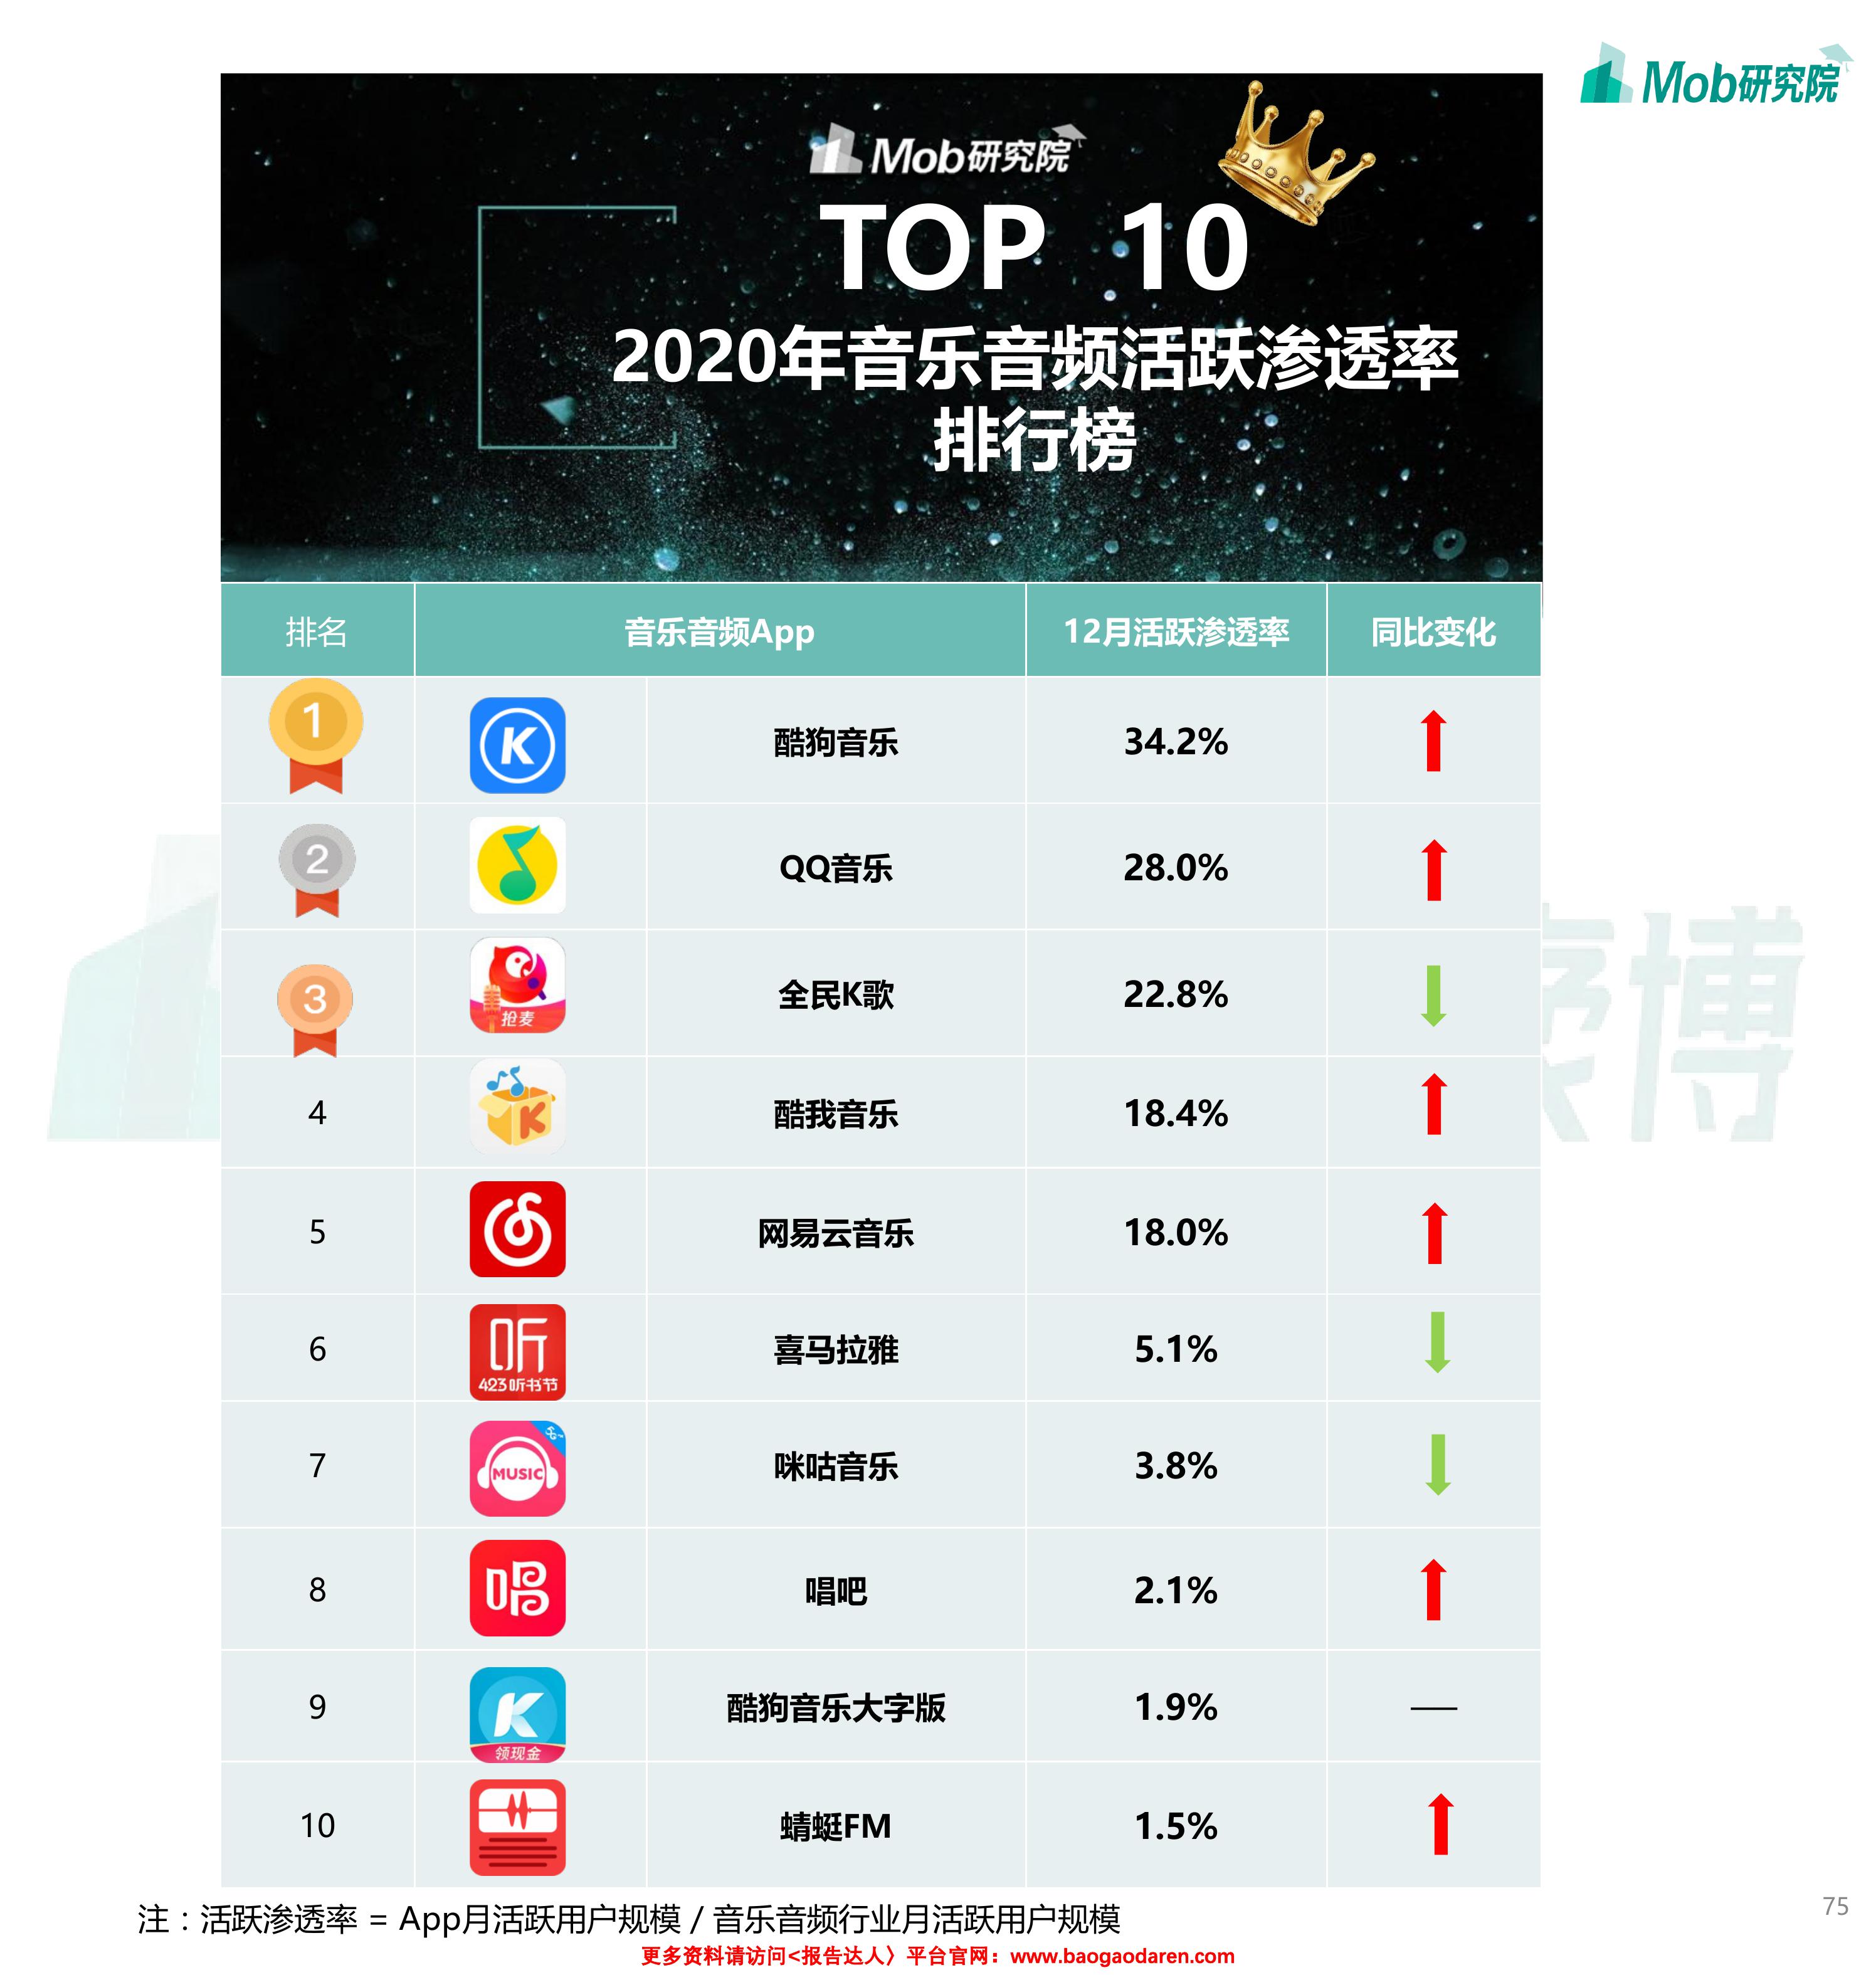 Mob研究院
Mob研究院
TOP 10
2020年音乐音频活跃渗透率
排行榜
排名 音乐音频App 12月活跃渗透率 同比变化
1 K 酷狗音乐 34.2%
2 QQ音乐 28.0%
3 抢麦 全民K歌 22.8%
4 K 酷我音乐 18.4%
5 网易云音乐 18.0%
6 听 423听书节 喜马拉雅 5.1%
7 MUSIC 5G 咪咕音乐 3.8%
8 唱 唱吧 2.1%
9 K 领现金 酷狗音乐大字版 1.9% —
10 蜻蜓FM 1.5%
注：活跃渗透率 = App月活跃用户规模 / 音乐音频行业月活跃用户规模
75
更多资料请访问<报告达人〉平台官网：www.baogaodaren.com